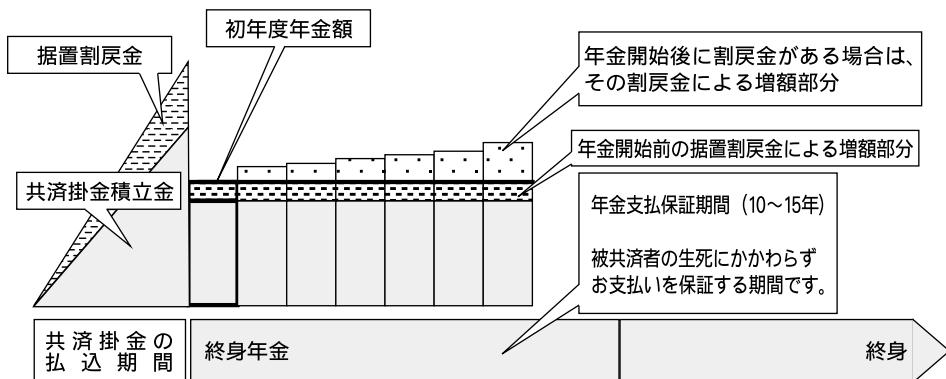 初年度年金額
据置割戻金
年金開始後に割戻金がある場合は、
その割戻金による増額部分
年金開始前の据置割戻金による増額部分
共済掛金積立金
年金支払保証期間（10～15年）
被共済者の生死にかかわらず
お支払いを保証する期間です。
共済掛金の
払込期間
終身年金
終身